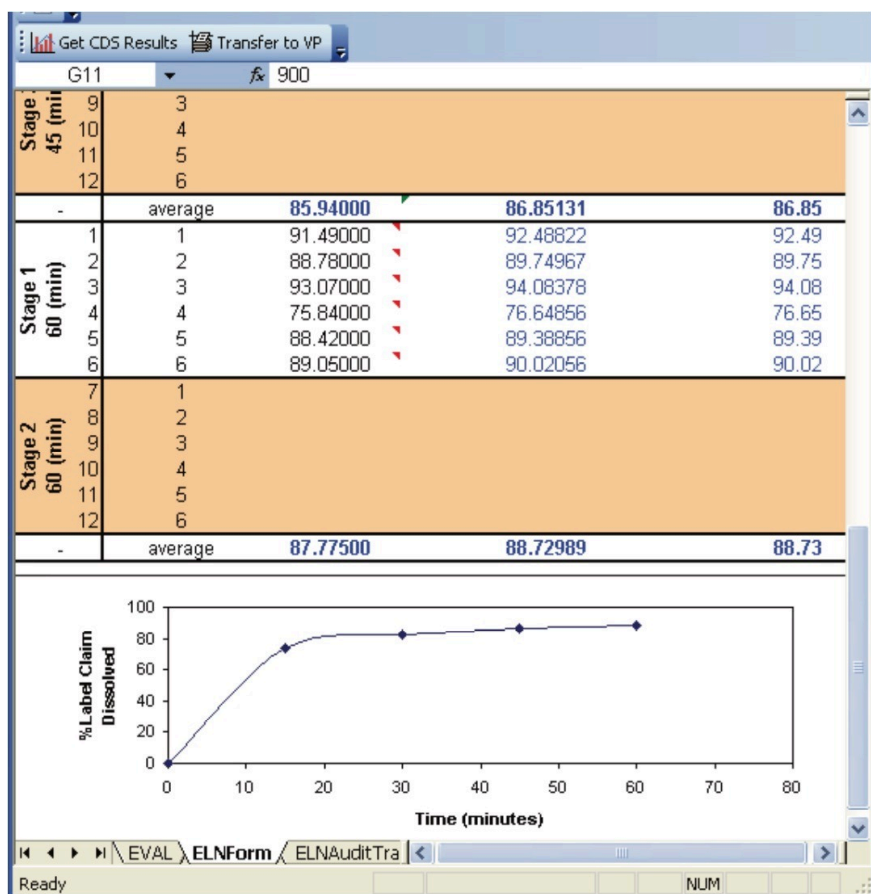 Get CDS Results Transfer to VP
G11 fx 900
Stage
45 (min
9 3
10 4
11 5
12 6
- average 85.94000 86.85131 86.85
Stage 1
60 (min)
1 1 91.49000 92.48822 92.49
2 2 88.78000 89.74967 89.75
3 3 93.07000 94.08378 94.08
4 4 75.84000 76.64856 76.65
5 5 88.42000 89.38856 89.39
6 6 89.05000 90.02056 90.02
Stage 2
60 (min)
7 1
8 2
9 3
10 4
11 5
12 6
- average 87.77500 88.72989 88.73
%Label Claim
Dissolved
100
80
60
40
20
0
0 10 20 30 40 50 60 70 80
Time (minutes)
EVAL ELNForm ELNAuditTra
Ready NUM